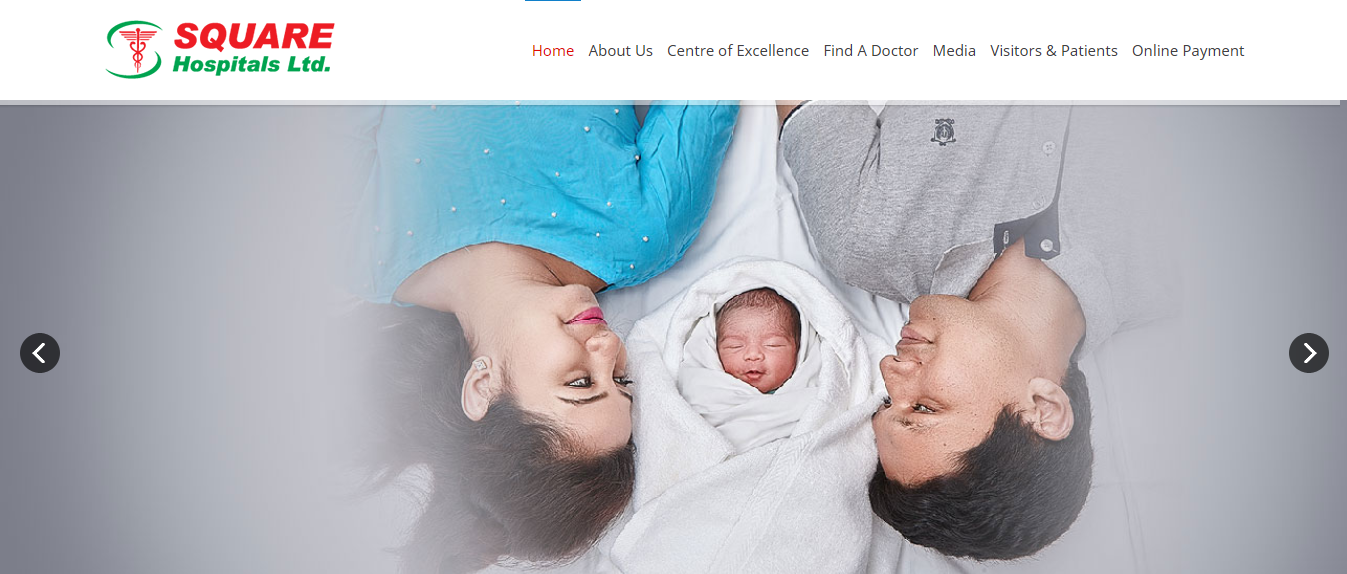 SQUARE
Hospitals Ltd.
Home About Us Centre of Excellence Find A Doctor Media Visitors & Patients Online Payment